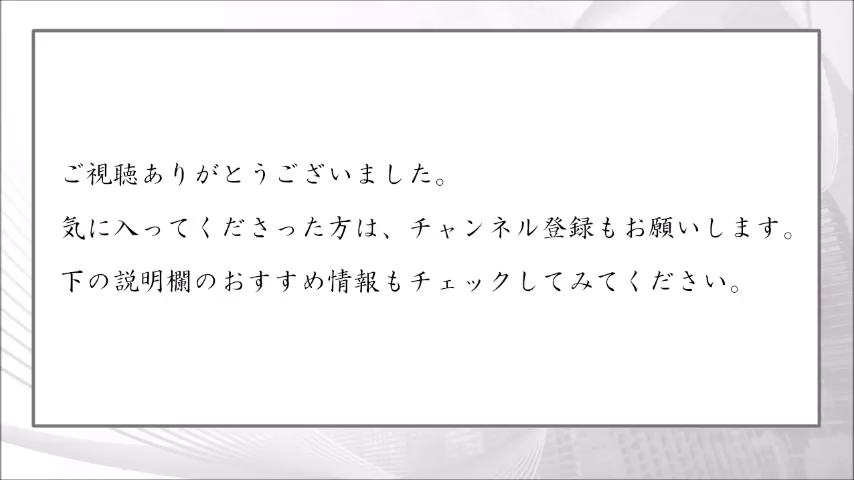 ご視聴ありがとうございました。
気に入ってくださった方は、チャンネル登録もお願いします。
下の説明欄のおすすめ情報もチェックしてみてください。